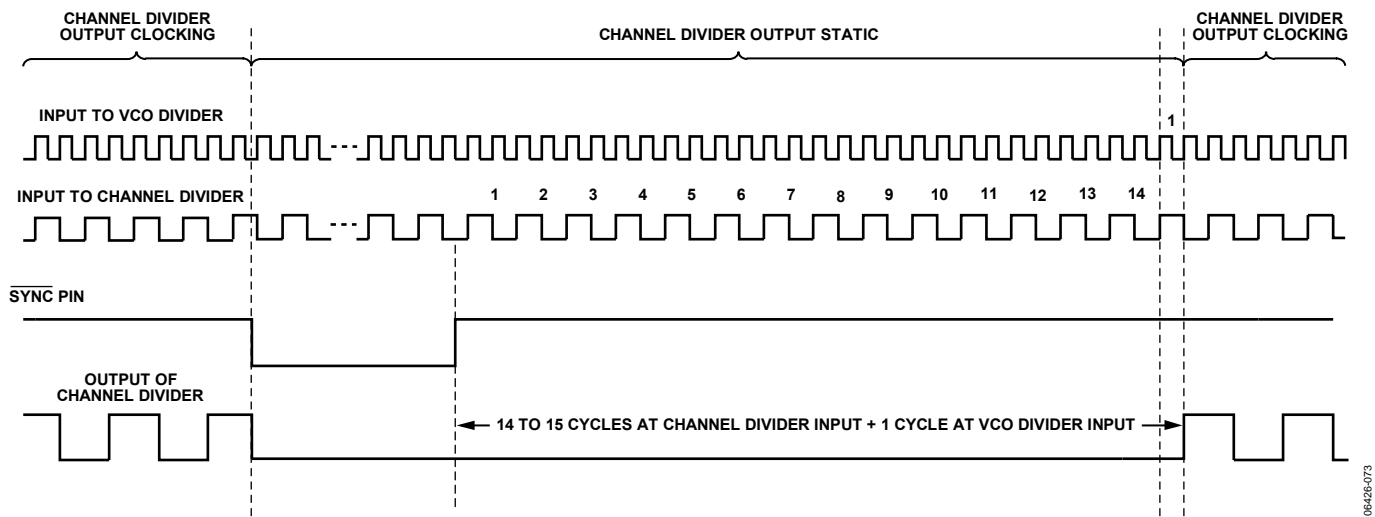 CHANNEL DIVIDER
OUTPUT CLOCKING
CHANNEL DIVIDER OUTPUT STATIC
CHANNEL DIVIDER
OUTPUT CLOCKING
INPUT TO VCO DIVIDER
1
INPUT TO CHANNEL DIVIDER
1 2 3 4 5 6 7 8 9 10 11 12 13 14
SYNC PIN
OUTPUT OF
CHANNEL DIVIDER
14 TO 15 CYCLES AT CHANNEL DIVIDER INPUT + 1 CYCLE AT VCO DIVIDER INPUT
06426-073